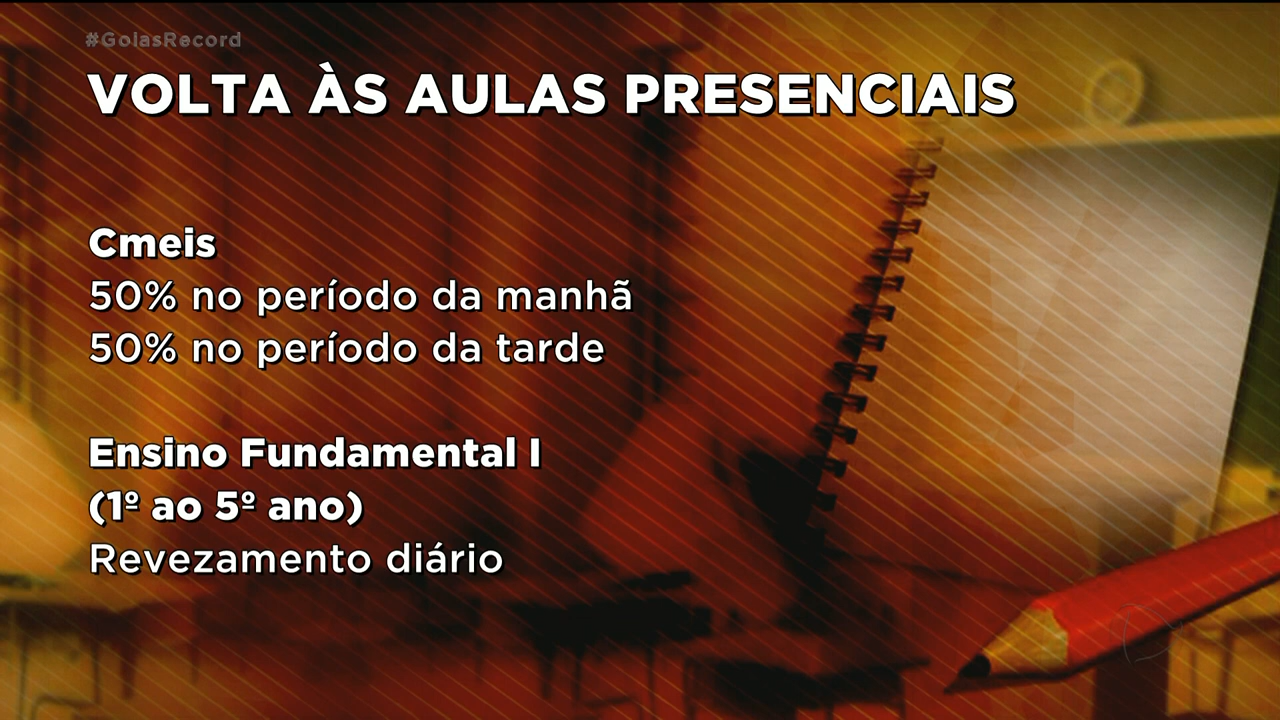 #GoiasRecord
VOLTA ÀS AULAS PRESENCIAIS
Cmeis
50% no período da manhã
50% no período da tarde
Ensino Fundamental I
(1º ao 5º ano)
Revezamento diário